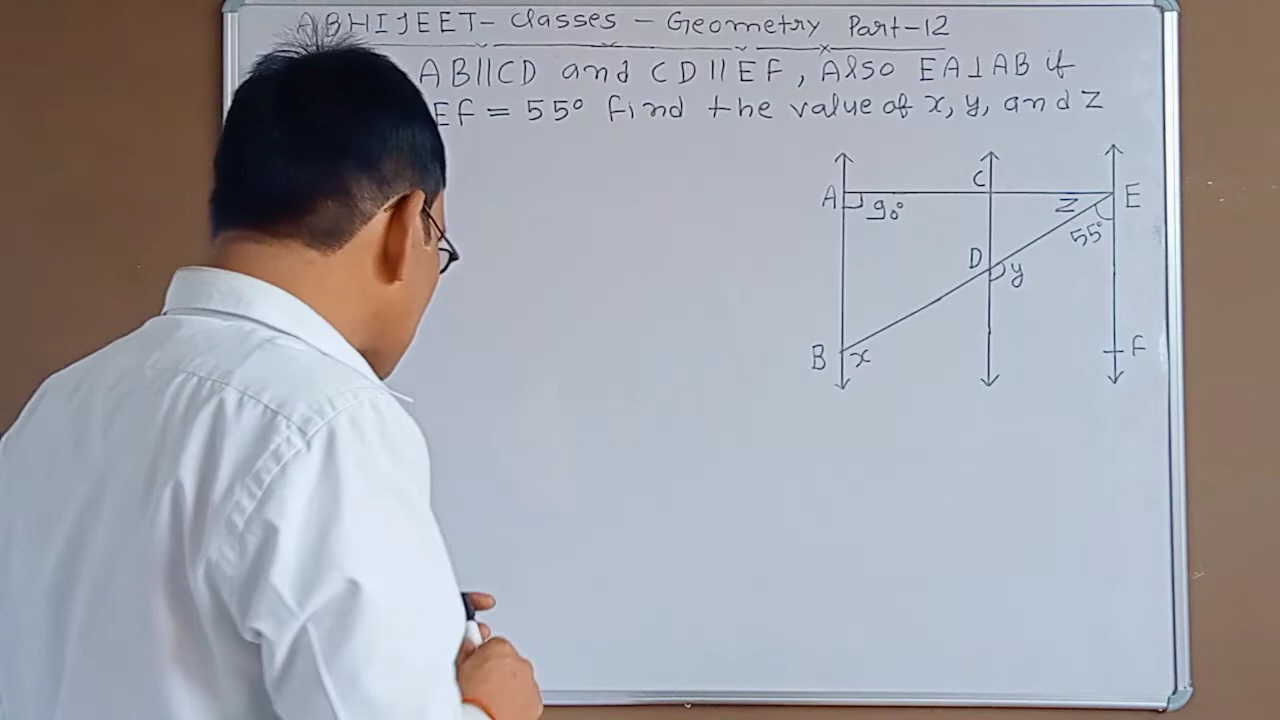 ABHIJEET- Classes - Geometry Part-12
AB||CD and CD||EF, Also EA⊥AB if
EF = 55° find the value of x, y, and z
A
90°
C
z
E
55°
D
y
B
x
F